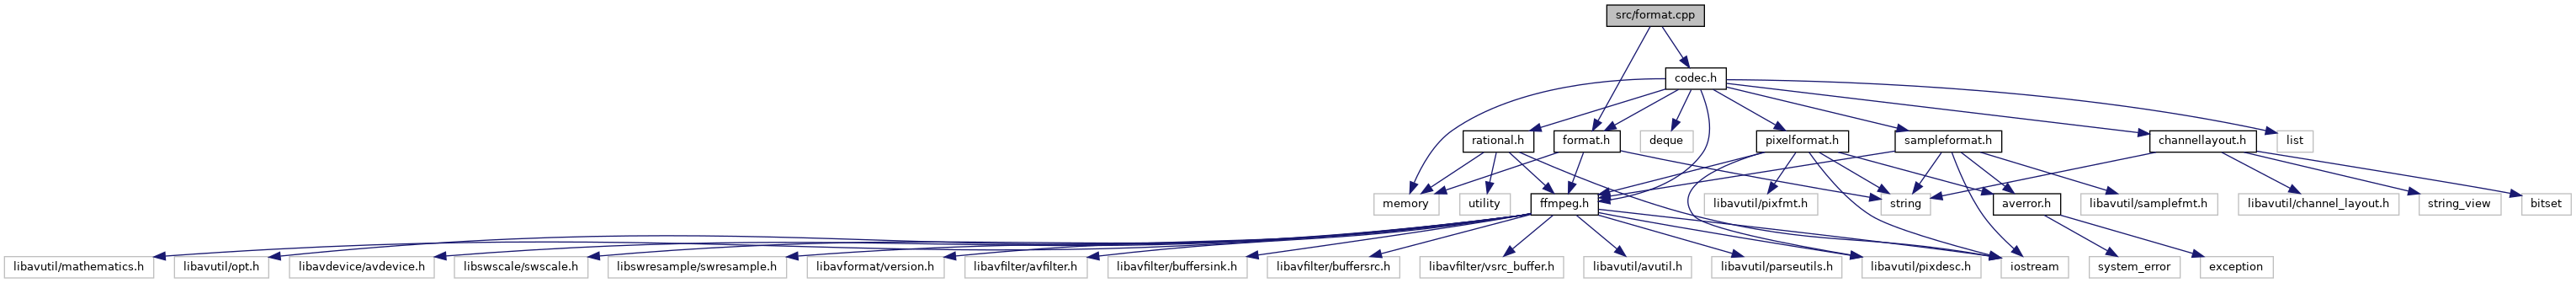 src/format.cpp
codec.h
rational.h
format.h
deque
pixelformat.h
sampleformat.h
channellayout.h
list
memory
utility
ffmpeg.h
libavutil/pixfmt.h
string
averror.h
libavutil/samplefmt.h
libavutil/channel_layout.h
string_view
bitset
libavutil/mathematics.h
libavutil/opt.h
libavdevice/avdevice.h
libswscale/swscale.h
libswresample/swresample.h
libavformat/version.h
libavfilter/avfilter.h
libavfilter/buffersink.h
libavfilter/buffersrc.h
libavfilter/vsrc_buffer.h
libavutil/avutil.h
libavutil/parseutils.h
libavutil/pixdesc.h
iostream
system_error
exception